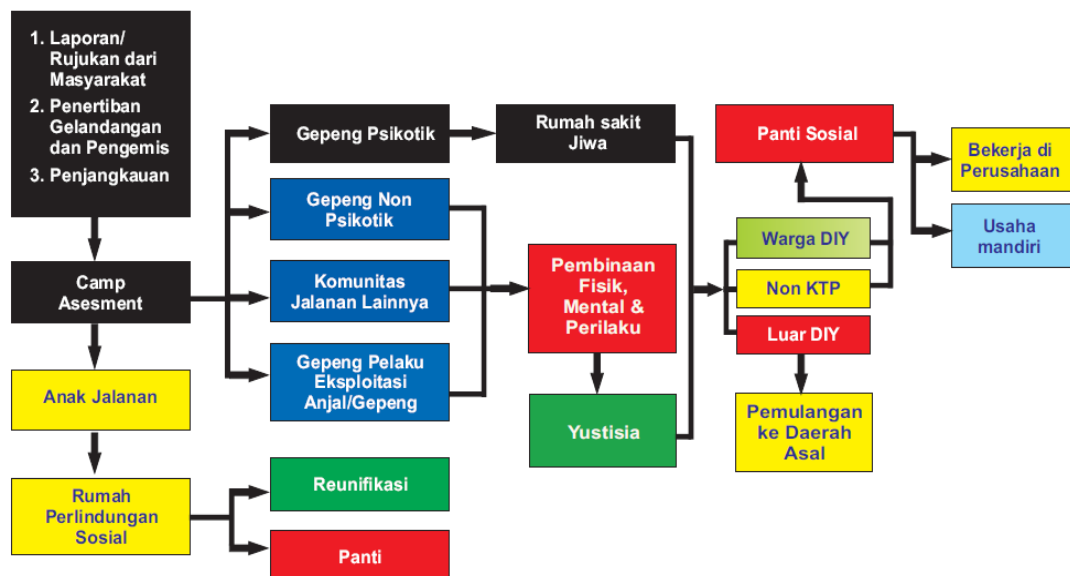 1. Laporan/
Rujukan dari
Masyarakat
2. Penertiban
Gelandangan
dan Pengemis
3. Penjangkauan
Camp
Asesment
Anak Jalanan
Rumah
Perlindungan
Sosial
Gepeng Psikotik
Gepeng Non
Psikotik
Komunitas
Jalanan Lainnya
Gepeng Pelaku
Eksploitasi
Anjal/Gepeng
Reunifikasi
Panti
Rumah sakit
Jiwa
Pembinaan
Fisik,
Mental &
Perilaku
Yustisia
Panti Sosial
Warga DIY
Non KTP
Luar DIY
Pemulangan
ke Daerah
Asal
Bekerja di
Perusahaan
Usaha
mandiri